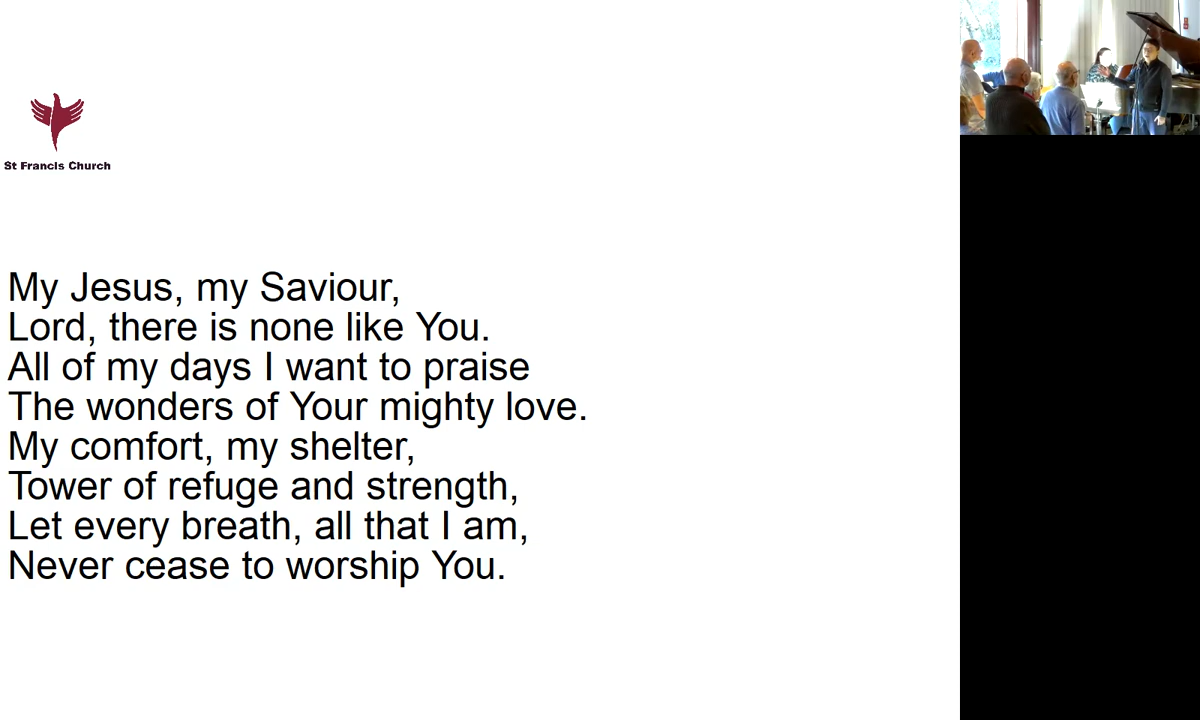 St Francis Church
My Jesus, my Saviour,
Lord, there is none like You.
All of my days I want to praise
The wonders of Your mighty love.
My comfort, my shelter,
Tower of refuge and strength,
Let every breath, all that I am,
Never cease to worship You.